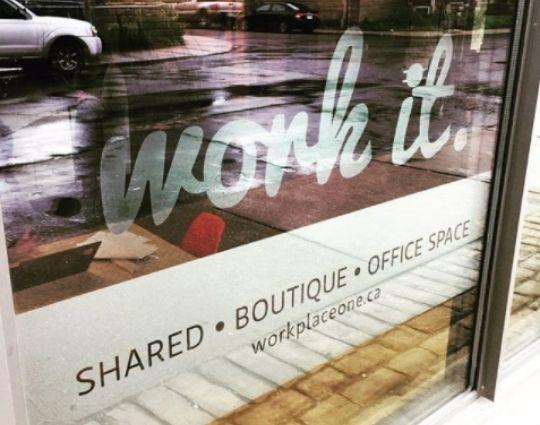 work it.
SHARED • BOUTIQUE • OFFICE SPACE
workplaceone.ca